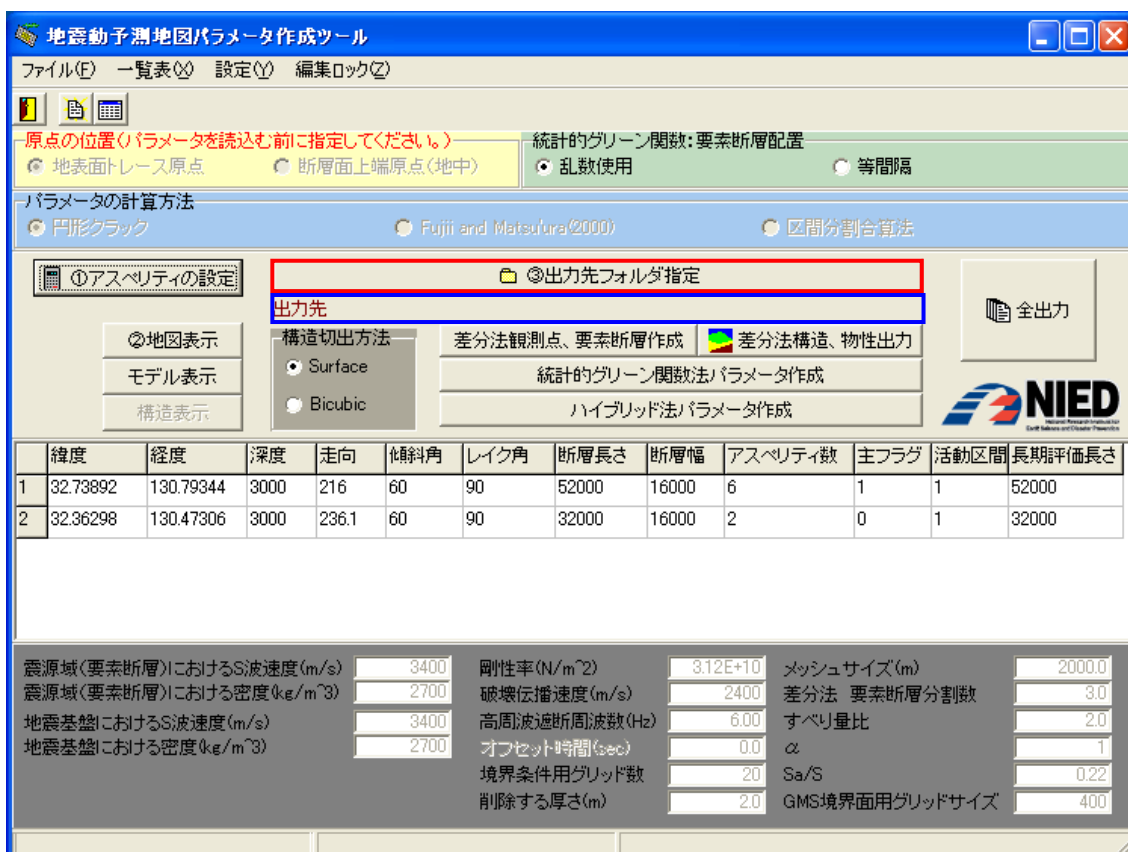 地震動予測地図パラメータ作成ツール
ファイル(F) 一覧表(X) 設定(Y) 編集ロック(Z)
原点の位置(パラメータを読込む前に指定してください。) 統計的グリーン関数:要素断層配置
地表面トレース原点 断層面上端原点(地中) 乱数使用 等間隔
パラメータの計算方法
円形クラック Fujii and Matsu'ura(2000) 区間分割合算法
①アスペリティの設定 ③出力先フォルダ指定 全出力
出力先
②地図表示 構造切出方法 差分法観測点、要素断層作成 差分法構造、物性出力
モデル表示 Surface 統計的グリーン関数法パラメータ作成
構造表示 Bicubic ハイブリッド法パラメータ作成 NIED
緯度 経度 深度 走向 傾斜角 レイク角 断層長さ 断層幅 アスペリティ数 主フラグ 活動区間 長期評価長さ
1 32.73892 130.79344 3000 216 60 90 52000 16000 6 1 1 52000
2 32.36298 130.47306 3000 236.1 60 90 32000 16000 2 0 1 32000
震源域(要素断層)におけるS波速度(m/s) 3400 剛性率(N/m^2) 3.12E+10 メッシュサイズ(m) 2000.0
震源域(要素断層)における密度(kg/m^3) 2700 破壊伝播速度(m/s) 2400 差分法 要素断層分割数 3.0
地震基盤におけるS波速度(m/s) 3400 高周波遮断周波数(Hz) 6.00 すべり量比 2.0
地震基盤における密度(kg/m^3) 2700 オフセット時間(sec) 0.0 α 1
境界条件用グリッド数 20 Sa/S 0.22
削除する厚さ(m) 2.0 GMS境界面用グリッドサイズ 400